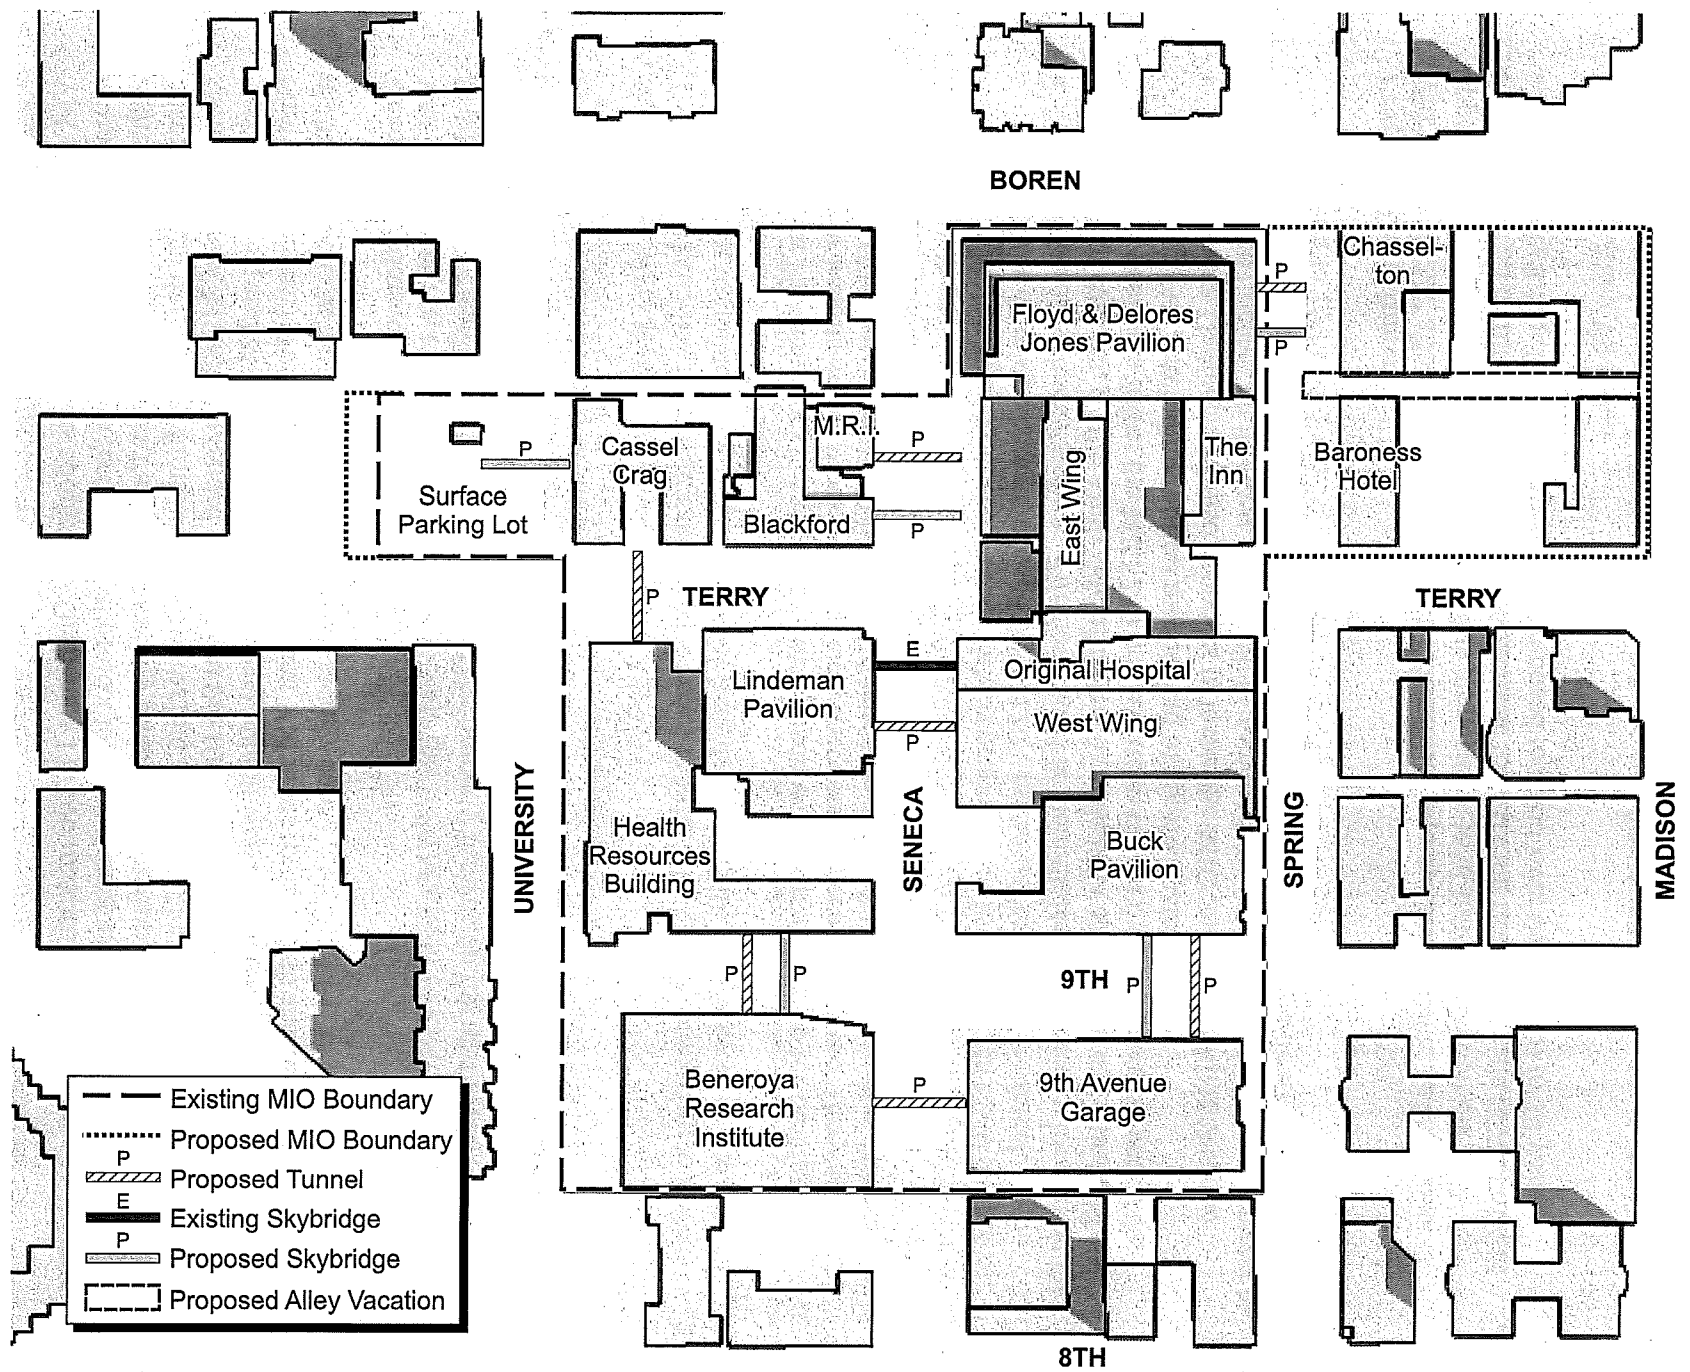 BOREN
Chassel-
ton
P
Floyd & Delores
Jones Pavilion
P
M.R.I.
P
Cassel
Crag
P
The
Inn
Baroness
Hotel
Surface
Parking Lot
Blackford
P
East Wing
P
TERRY
TERRY
E
Original Hospital
Lindeman
Pavilion
West Wing
P
UNIVERSITY
SENECA
SPRING
MADISON
Health
Resources
Building
Buck
Pavilion
P
P
9TH
P
P
Beneroya
Research
Institute
P
9th Avenue
Garage
Existing MIO Boundary
Proposed MIO Boundary
P
Proposed Tunnel
E
Existing Skybridge
P
Proposed Skybridge
Proposed Alley Vacation
8TH